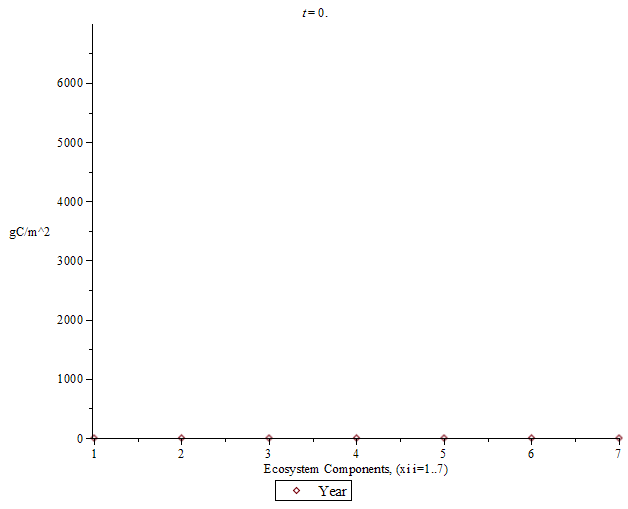 t = 0.
6000
5000
4000
gC/m^2
3000
2000
1000
0
1 2 3 4 5 6 7
Ecosystem Components, (xi i=1..7)
Year